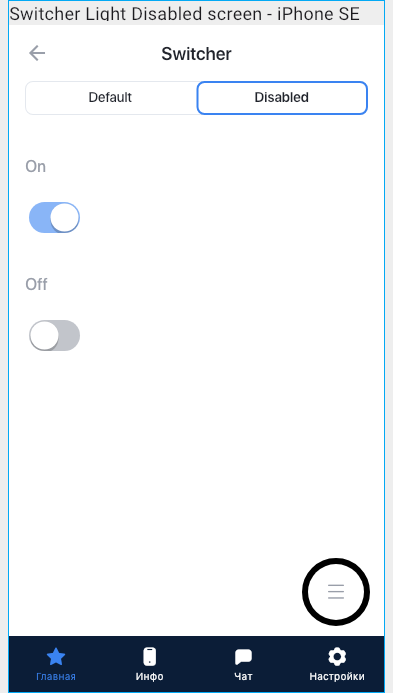 Switcher Light Disabled screen - iPhone SE
Switcher
Default
Disabled
On
Off
Главная
Инфо
Чат
Настройки